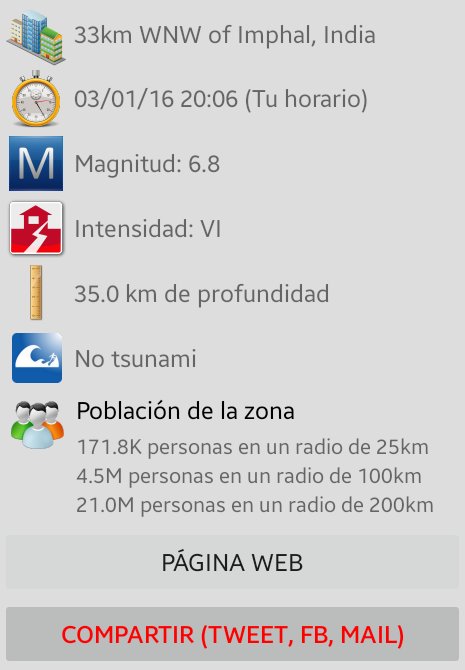 33km WNW of Imphal, India
03/01/16 20:06 (Tu horario)
M
Magnitud: 6.8
Intensidad: VI
35.0 km de profundidad
No tsunami
Población de la zona
171.8K personas en un radio de 25km
4.5M personas en un radio de 100km
21.0M personas en un radio de 200km
PÁGINA WEB
COMPARTIR (TWEET, FB, MAIL)